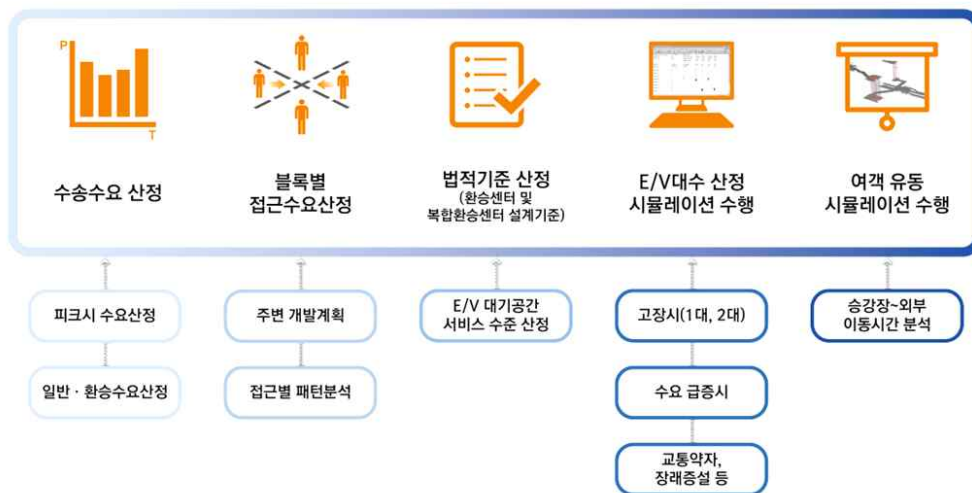 P
T
수송수요 산정
블록별
접근수요산정
법적기준 산정
(환승센터 및
복합환승센터 설계기준)
E/V대수 산정
시뮬레이션 수행
여객 유동
시뮬레이션 수행
피크시 수요산정
일반 · 환승수요산정
주변 개발계획
접근별 패턴분석
E/V 대기공간
서비스 수준 산정
고장시(1대, 2대)
수요 급증시
교통약자,
장래증설 등
승강장~외부
이동시간 분석